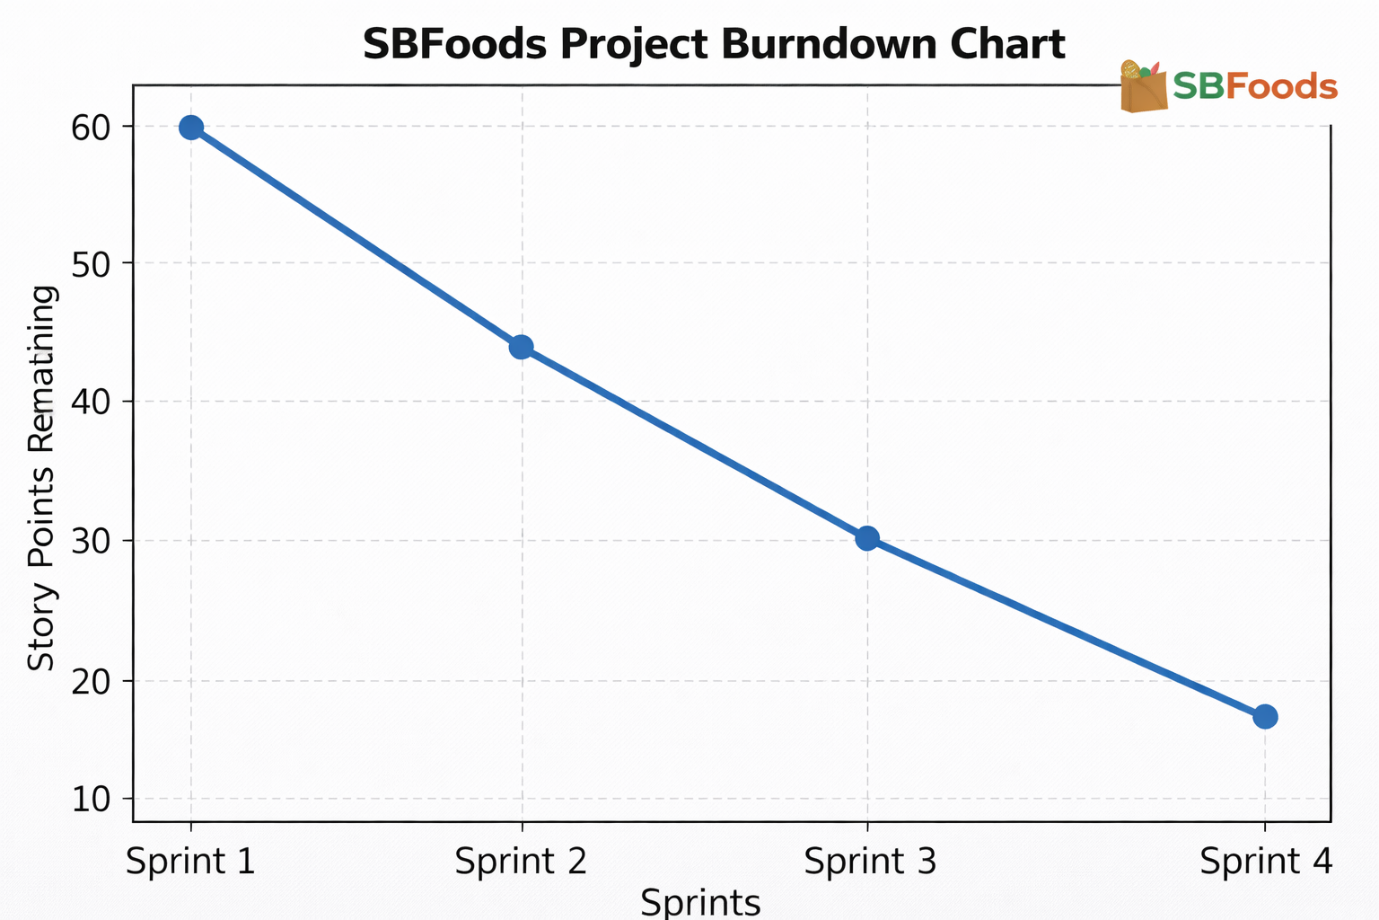 SBFoods Project Burndown Chart
SBFoods
60
50
40
30
20
10
Story Points Rematining
Sprint 1
Sprint 2
Sprint 3
Sprint 4
Sprints